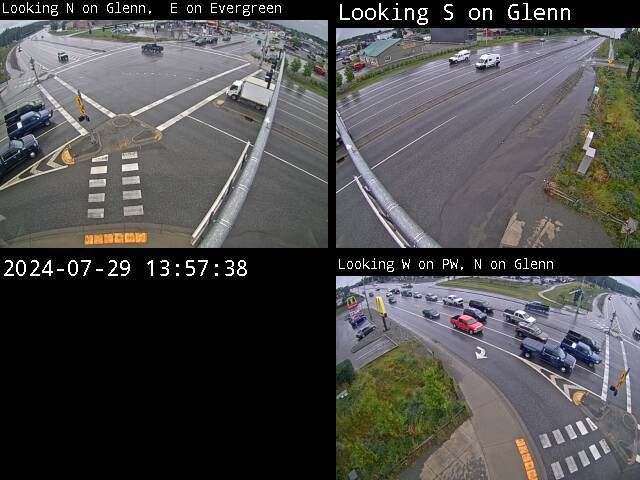 Looking N on Glenn,  E on Evergreen
Looking S on Glenn
2024-07-29 13:57:38
Looking W on PW, N on Glenn